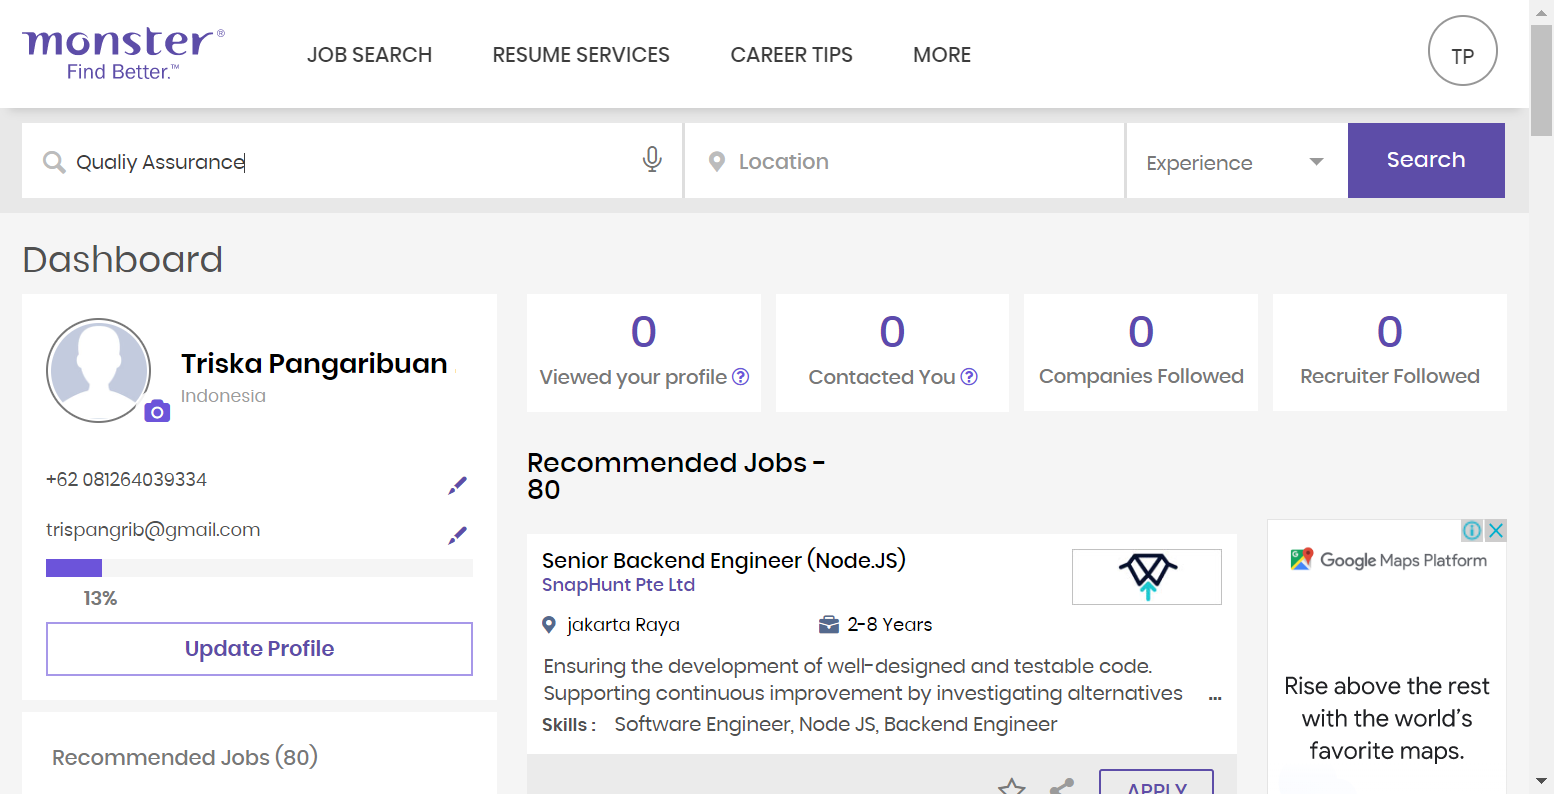 monster®
Find Better.™
JOB SEARCH
RESUME SERVICES
CAREER TIPS
MORE
TP
Qualiy Assurance
Location
Experience
Search
Dashboard
Triska Pangaribuan
Indonesia
+62 081264039334
trispangrib@gmail.com
13%
Update Profile
Recommended Jobs (80)
0
Viewed your profile ?
0
Contacted You ?
0
Companies Followed
0
Recruiter Followed
Recommended Jobs -
80
Senior Backend Engineer (Node.JS)
SnapHunt Pte Ltd
jakarta Raya
2-8 Years
Ensuring the development of well-designed and testable code.
Supporting continuous improvement by investigating alternatives ...
Skills : Software Engineer, Node JS, Backend Engineer
APPLY
Google Maps Platform
Rise above the rest
with the world's
favorite maps.